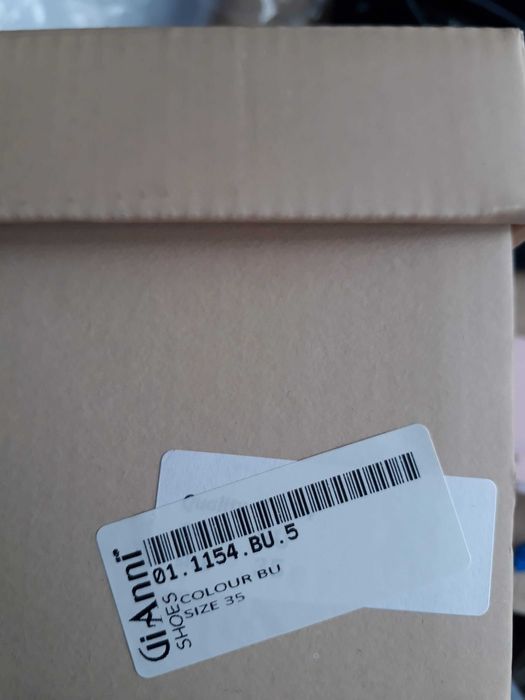 GiAnni®
SHOES
01.1154.BU.5
COLOUR BU
SIZE 35